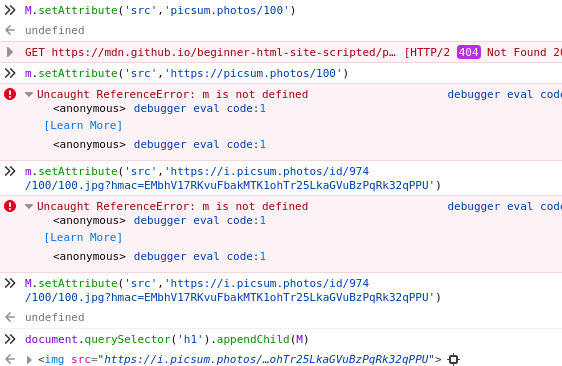 M.setAttribute('src','picsum.photos/100')
undefined
GET https://mdn.github.io/beginner-html-site-scripted/p… [HTTP/2 404 Not Found 20
m.setAttribute('src','https://picsum.photos/100')
Uncaught ReferenceError: m is not defined debugger eval code
<anonymous> debugger eval code:1
[Learn More]
<anonymous> debugger eval code:1
m.setAttribute('src','https://i.picsum.photos/id/974
/100/100.jpg?hmac=EMbhV17RKvuFbakMTK1ohTr25LkaGVuBzPqRk32qPPU')
Uncaught ReferenceError: m is not defined debugger eval code
<anonymous> debugger eval code:1
[Learn More]
<anonymous> debugger eval code:1
M.setAttribute('src','https://i.picsum.photos/id/974
/100/100.jpg?hmac=EMbhV17RKvuFbakMTK1ohTr25LkaGVuBzPqRk32qPPU')
undefined
document.querySelector('h1').appendChild(M)
<img src="https://i.picsum.photos/…ohTr25LkaGVuBzPqRk32qPPU">